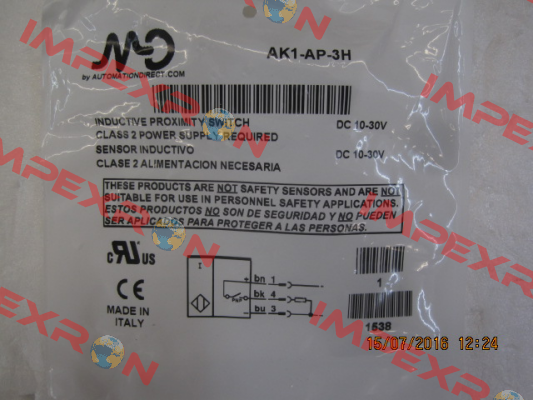 MD
AK1-AP-3H
by AUTOMATIONDIRECT.COM
INDUCTIVE PROXIMITY SWITCH DC 10-30V
CLASS 2 POWER SUPPLY REQUIRED
SENSOR INDUCTIVO DC 10-30V
CLASE 2 ALIMENTACION NECESARIA
THESE PRODUCTS ARE NOT SAFETY SENSORS AND ARE NOT
SUITABLE FOR USE IN PERSONNEL SAFETY APPLICATIONS.
ESTOS PRODUCTOS NO SON DE SEGURIDAD Y NO PUEDEN
SER APLICADOS PARA PROTEGER A LAS PERSONAS.
c RU US
CE
MADE IN
ITALY
I
+
bn 1
bk 4
bu 3
-
1
1538
15/07/2016 12:24
IMPEXRON
IMPEXRON
IMPEXRON
IMPEXRON